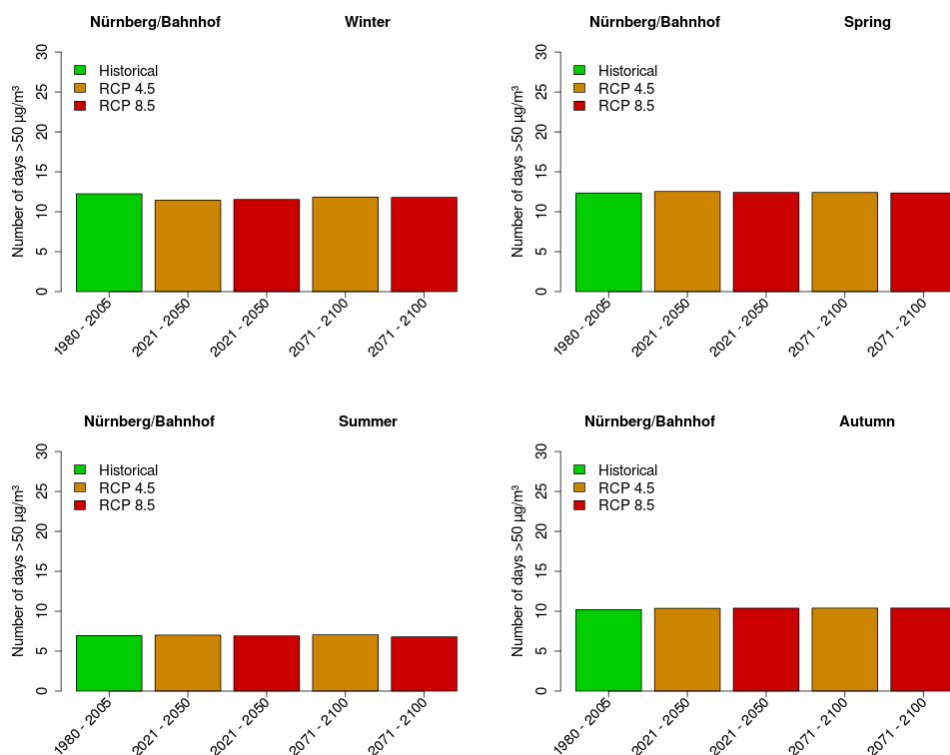 Nürnberg/Bahnhof Winter
Number of days >50 µg/m³
30
25
20
15
10
5
0
Historical
RCP 4.5
RCP 8.5
1980 - 2005
2021 - 2050
2021 - 2050
2071 - 2100
2071 - 2100
Nürnberg/Bahnhof Spring
Number of days >50 µg/m³
30
25
20
15
10
5
0
Historical
RCP 4.5
RCP 8.5
1980 - 2005
2021 - 2050
2021 - 2050
2071 - 2100
2071 - 2100
Nürnberg/Bahnhof Summer
Number of days >50 µg/m³
30
25
20
15
10
5
0
Historical
RCP 4.5
RCP 8.5
1980 - 2005
2021 - 2050
2021 - 2050
2071 - 2100
2071 - 2100
Nürnberg/Bahnhof Autumn
Number of days >50 µg/m³
30
25
20
15
10
5
0
Historical
RCP 4.5
RCP 8.5
1980 - 2005
2021 - 2050
2021 - 2050
2071 - 2100
2071 - 2100